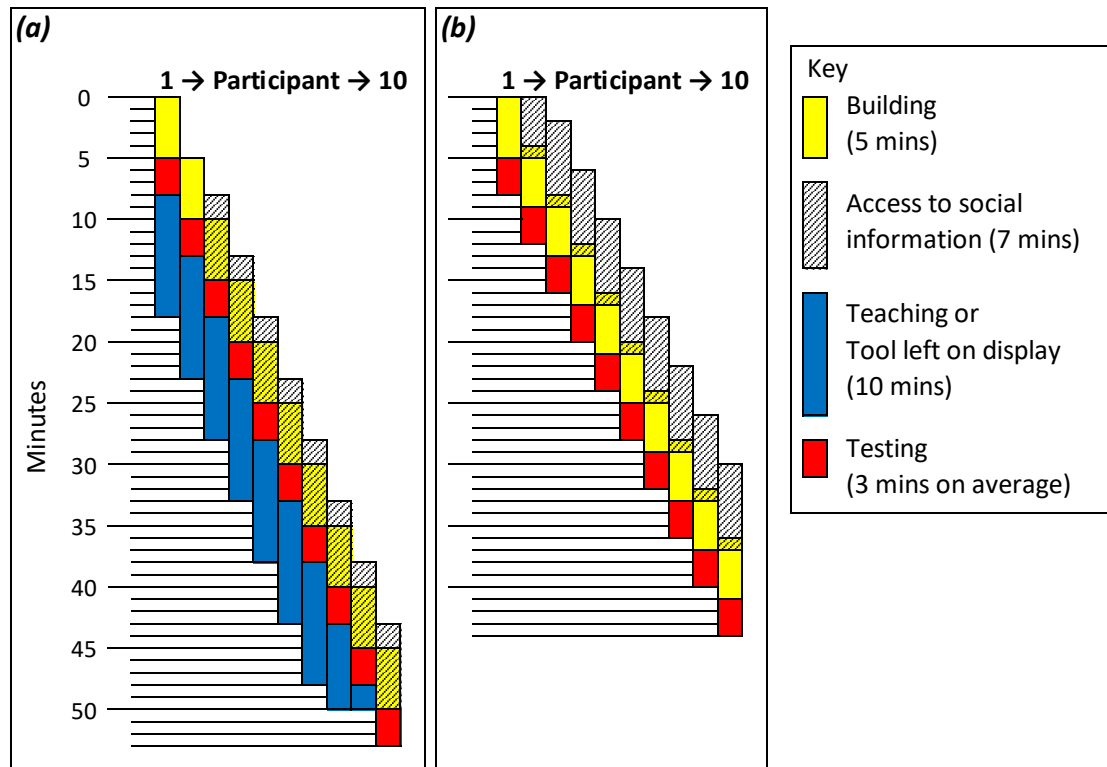 (a)
1 → Participant → 10
0
5
10
15
20
25
30
35
40
45
50
Minutes
(b)
1 → Participant → 10
Key
Building
(5 mins)
Access to social
information (7 mins)
Teaching or
Tool left on display
(10 mins)
Testing
(3 mins on average)